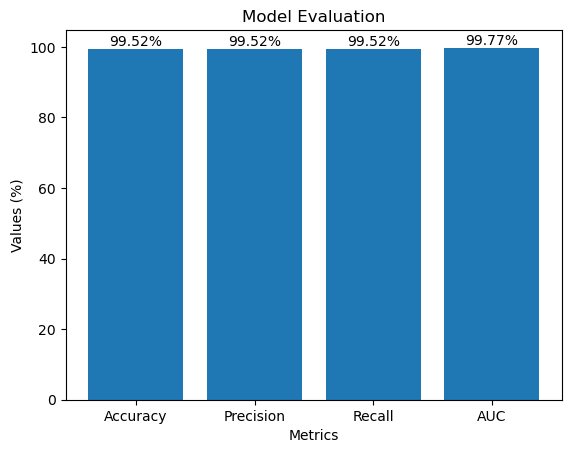 Model Evaluation
99.52% 99.52% 99.52% 99.77%
100
80
60
40
20
0
Values (%)
Accuracy Precision Recall AUC
Metrics